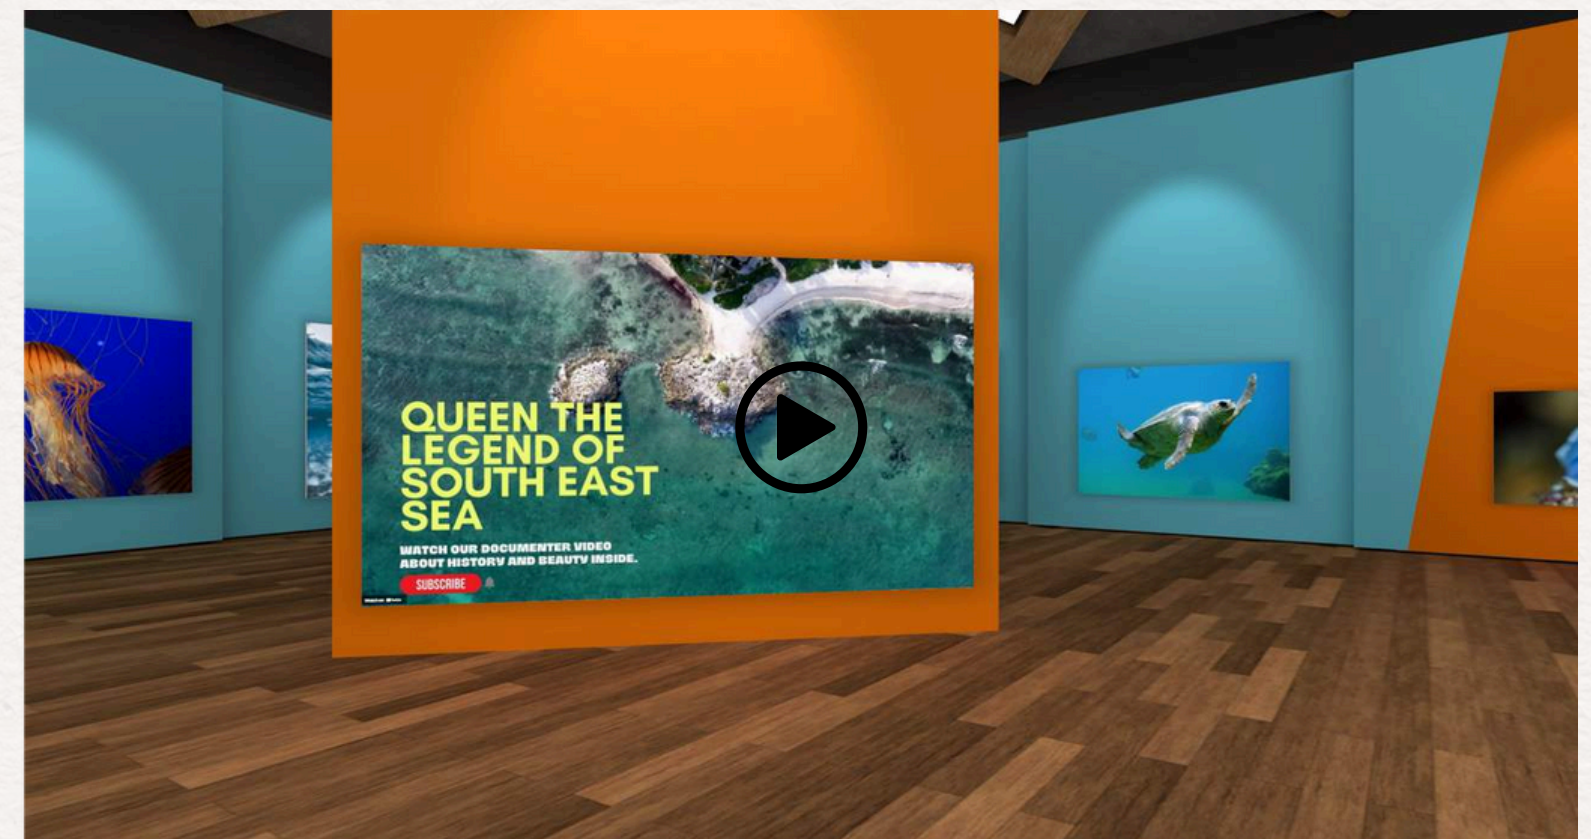 QUEEN THE
LEGEND OF
SOUTH EAST
SEA
WATCH OUR DOCUMENTER VIDEO
ABOUT HISTORY AND BEAUTY INSIDE.
SUBSCRIBE